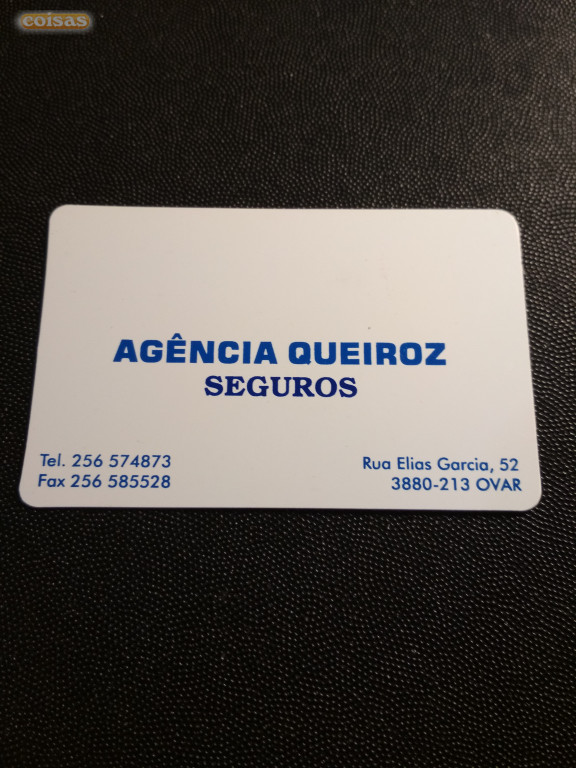 coisas
AGÊNCIA QUEIROZ
SEGUROS
Tel. 256 574873
Fax 256 585528
Rua Elias Garcia, 52
3880-213 OVAR